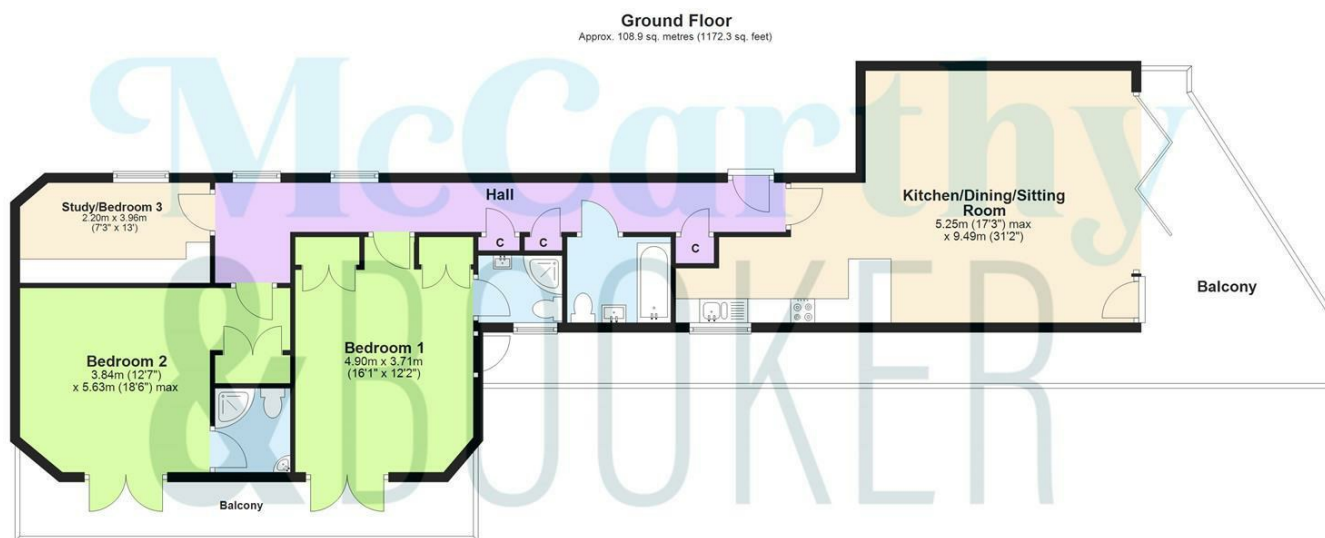 Ground Floor
Approx. 108.9 sq. metres (1172.3 sq. feet)
McCarthy
&BOOKER
Study/Bedroom 3
2.20m x 3.96m
(7'3" x 13')
Hall
Kitchen/Dining/Sitting
Room
5.25m (17'3") max
x 9.49m (31'2")
C
C
C
Balcony
Bedroom 2
3.84m (12'7")
x 5.63m (18'6") max
Bedroom 1
4.90m x 3.71m
(16'1" x 12'2")
Balcony